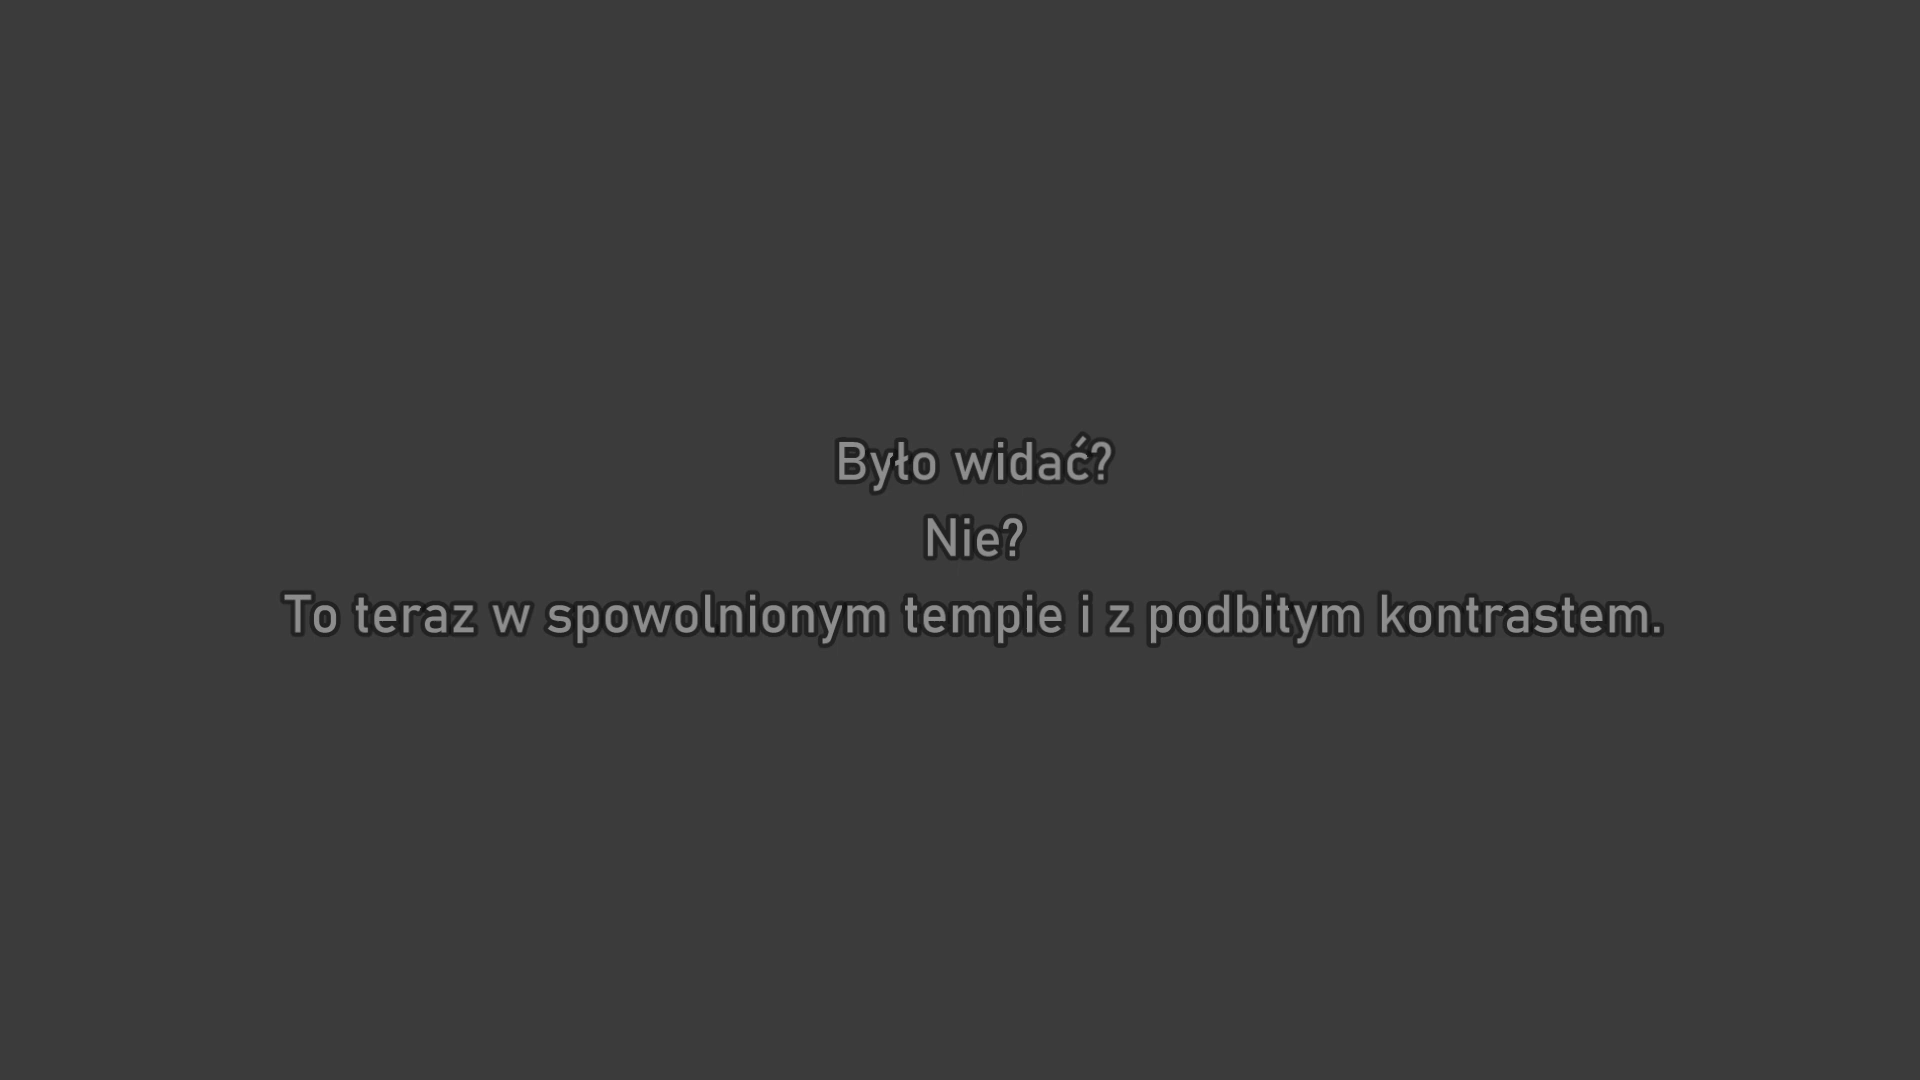 Było widać?
Nie?
To teraz w spowolnionym tempie i z podbitym kontrastem.